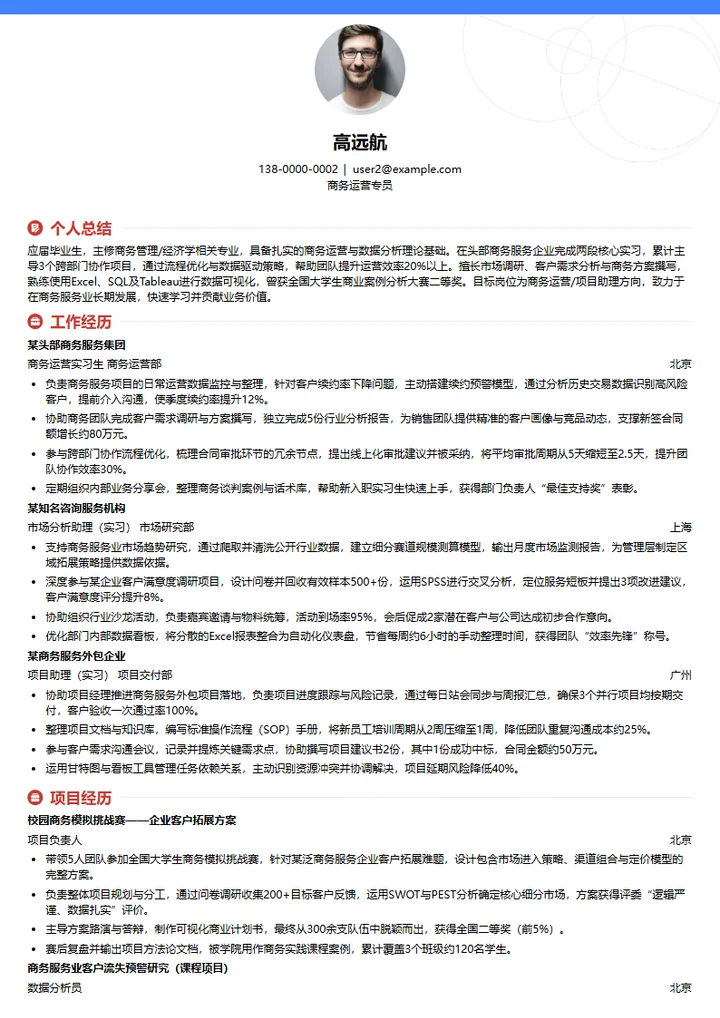 高远航
138-0000-0002 | user2@example.com
商务运营专员
个人总结
应届毕业生，主修商务管理/经济学相关专业，具备扎实的商务运营与数据分析理论基础。在头部商务服务企业完成两段核心实习，累计主
导3个跨部门协作项目，通过流程优化与数据驱动策略，帮助团队提升运营效率20%以上。擅长市场调研、客户需求分析与商务方案撰写，
熟练使用Excel、SQL及Tableau进行数据可视化，曾获全国大学生商业案例分析大赛二等奖。目标岗位为商务运营/项目助理方向，致力于
在商务服务业长期发展，快速学习并贡献业务价值。
工作经历
某头部商务服务集团
商务运营实习生 商务运营部 北京
• 负责商务服务项目的日常运营数据监控与整理，针对客户续约率下降问题，主动搭建续约预警模型，通过分析历史交易数据识别高风险
客户，提前介入沟通，使季度续约率提升12%。
• 协助商务团队完成客户需求调研与方案撰写，独立完成5份行业分析报告，为销售团队提供精准的客户画像与竞品动态，支撑新签合同
额增长约80万元。
• 参与跨部门协作流程优化，梳理合同审批环节的冗余节点，提出线上化审批建议并被采纳，将平均审批周期从5天缩短至2.5天，提升团
队协作效率30%。
• 定期组织内部业务分享会，整理商务谈判案例与话术库，帮助新入职实习生快速上手，获得部门负责人“最佳支持奖”表彰。
某知名咨询服务机构
市场分析助理（实习） 市场研究部 上海
• 支持商务服务业市场趋势研究，通过爬取并清洗公开行业数据，建立细分赛道规模测算模型，输出月度市场监测报告，为管理层制定区
域拓展策略提供数据依据。
• 深度参与某企业客户满意度调研项目，设计问卷并回收有效样本500+份，运用SPSS进行交叉分析，定位服务短板并提出3项改进建议，
客户满意度评分提升8%。
• 协助组织行业沙龙活动，负责嘉宾邀请与物料统筹，活动到场率95%，会后促成2家潜在客户与公司达成初步合作意向。
• 优化部门内部数据看板，将分散的Excel报表整合为自动化仪表盘，节省每周约6小时的手动整理时间，获得团队“效率先锋”称号。
某商务服务外包企业
项目助理（实习） 项目交付部 广州
• 协助项目经理推进商务服务外包项目落地，负责项目进度跟踪与风险记录，通过每日站会同步与周报汇总，确保3个并行项目均按期交
付，客户验收一次通过率100%。
• 整理项目文档与知识库，编写标准操作流程（SOP）手册，将新员工培训周期从2周压缩至1周，降低团队重复沟通成本约25%。
• 参与客户需求沟通会议，记录并提炼关键需求点，协助撰写项目建议书2份，其中1份成功中标，合同金额约50万元。
• 运用甘特图与看板工具管理任务依赖关系，主动识别资源冲突并协调解决，项目延期风险降低40%。
项目经历
校园商务模拟挑战赛——企业客户拓展方案
项目负责人 北京
• 带领5人团队参加全国大学生商务模拟挑战赛，针对某泛商务服务企业客户拓展难题，设计包含市场进入策略、渠道组合与定价模型的
完整方案。
• 负责整体项目规划与分工，通过问卷调研收集200+目标客户反馈，运用SWOT与PEST分析确定核心细分市场，方案获得评委“逻辑严
谨、数据扎实”评价。
• 主导方案路演与答辩，制作可视化商业计划书，最终从300余支队伍中脱颖而出，获得全国二等奖（前5%）。
• 赛后复盘并输出项目方法论文档，被学院用作商务实践课程案例，累计覆盖3个班级约120名学生。
商务服务业客户流失预警研究（课程项目）
数据分析员 北京